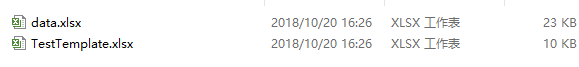 data.xlsx 2018/10/20 16:26 XLSX 工作表 23 KB
TestTemplate.xlsx 2018/10/20 16:26 XLSX 工作表 10 KB